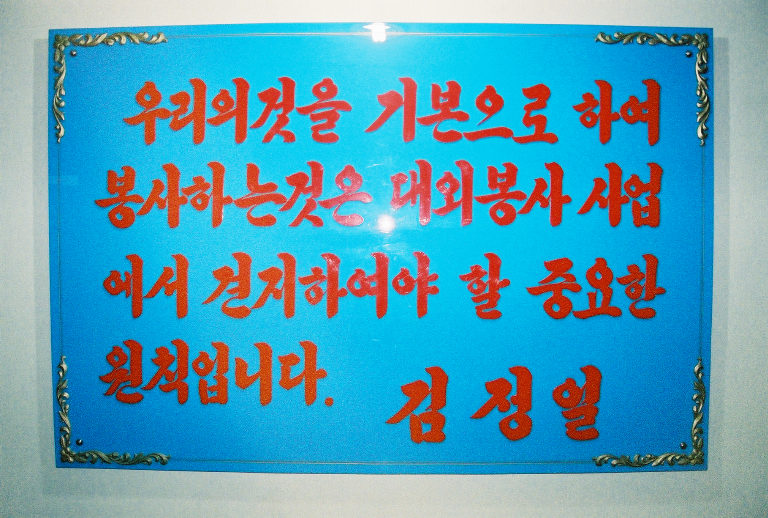 우리의것을 기본으로 하여
봉사하는것은 대외봉사 사업
에서 견지하여야 할 중요한
원칙입니다.
김정일